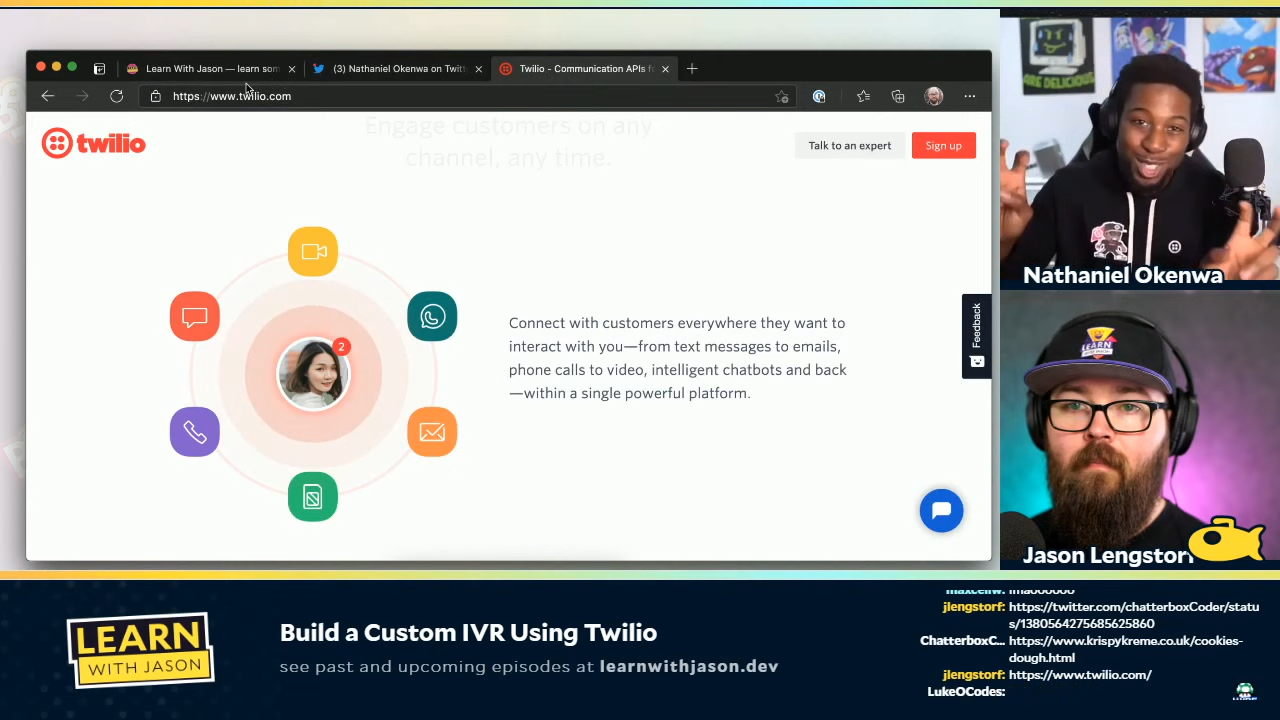 Learn With Jason — learn som
(3) Nathaniel Okenwa on Twitt
Twilio - Communication APIs f
https://www.twilio.com
Engage customers on any
channel, any time.
twilio
Talk to an expert
Sign up
2
Connect with customers everywhere they want to
interact with you—from text messages to emails,
phone calls to video, intelligent chatbots and back
—within a single powerful platform.
Feedback
ARE DELICIOUS
Nathaniel Okenwa
LEARN
Jason Lengstorf
LEARN
WITH JASON
Build a Custom IVR Using Twilio
see past and upcoming episodes at learnwithjason.dev
jlengstorf: https://twitter.com/chatterboxCoder/statu
s/1380564275685625860
ChatterboxC... https://www.krispykreme.co.uk/cookies-
dough.html
jlengstorf: https://www.twilio.com/
LukeOCodes: